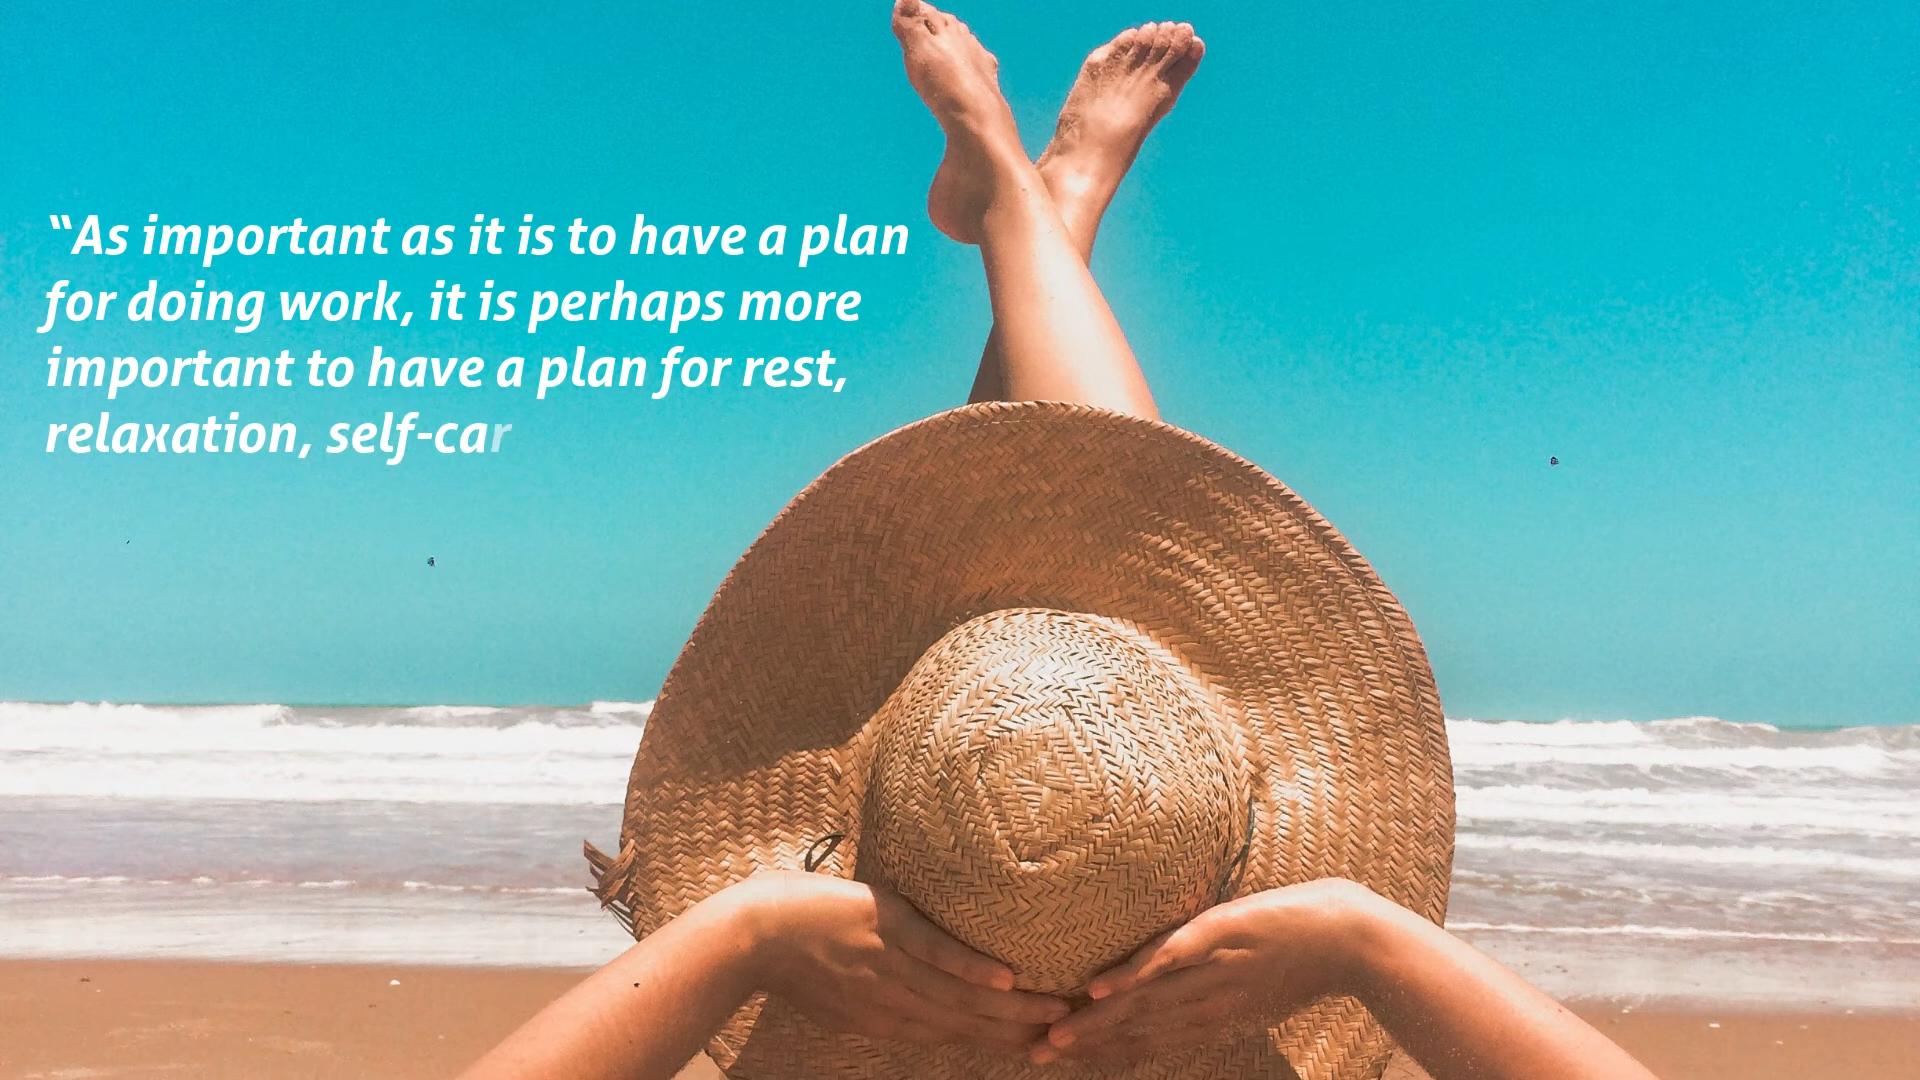 “As important as it is to have a plan
for doing work, it is perhaps more
important to have a plan for rest,
relaxation, self-car